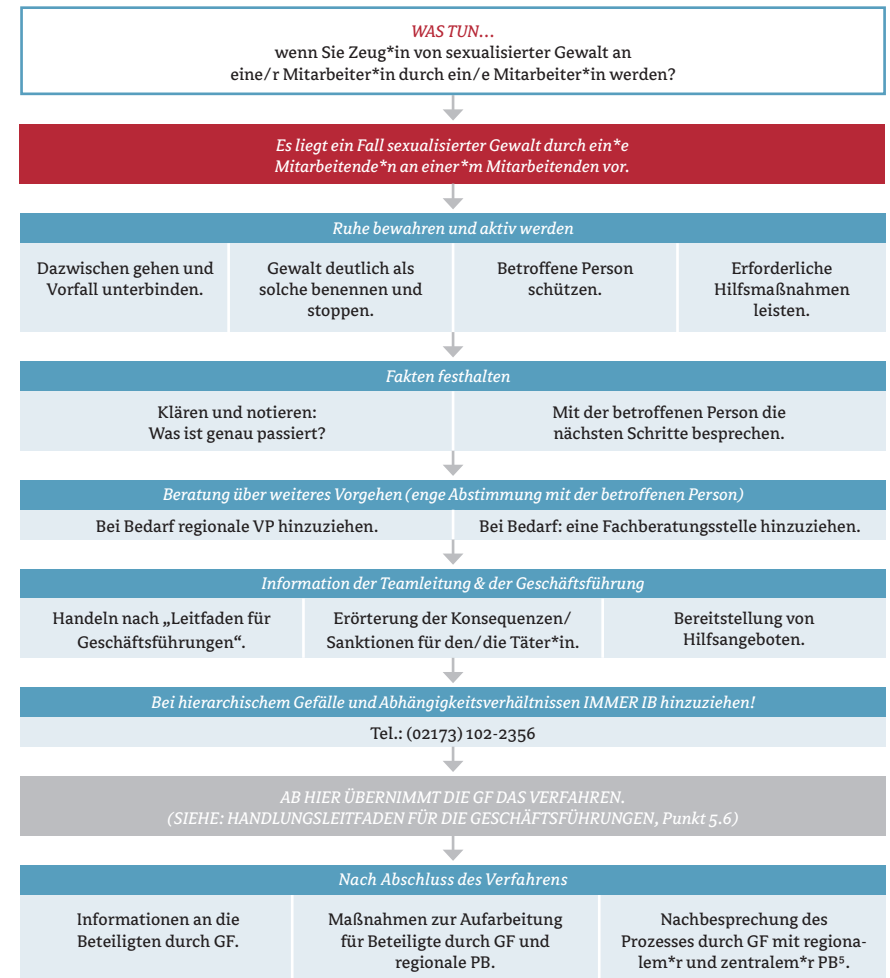 WAS TUN…
wenn Sie Zeug*in von sexualisierter Gewalt an
eine/r Mitarbeiter*in durch ein/e Mitarbeiter*in werden?
Es liegt ein Fall sexualisierter Gewalt durch ein*e
Mitarbeitende*n an einer*m Mitarbeitenden vor.
Ruhe bewahren und aktiv werden
Dazwischen gehen und
Vorfall unterbinden.
Gewalt deutlich als
solche benennen und
stoppen.
Betroffene Person
schützen.
Erforderliche
Hilfsmaßnahmen
leisten.
Fakten festhalten
Klären und notieren:
Was ist genau passiert?
Mit der betroffenen Person die
nächsten Schritte besprechen.
Beratung über weiteres Vorgehen (enge Abstimmung mit der betroffenen Person)
Bei Bedarf regionale VP hinzuziehen.
Bei Bedarf: eine Fachberatungsstelle hinzuziehen.
Information der Teamleitung & der Geschäftsführung
Handeln nach „Leitfaden für
Geschäftsführungen“.
Erörterung der Konsequenzen/
Sanktionen für den/die Täter*in.
Bereitstellung von
Hilfsangeboten.
Bei hierarchischem Gefälle und Abhängigkeitsverhältnissen IMMER IB hinzuziehen!
Tel.: (02173) 102-2356
AB HIER ÜBERNIMMT DIE GF DAS VERFAHREN.
(SIEHE: HANDLUNGSLEITFADEN FÜR DIE GESCHÄFTSFÜHRUNGEN, Punkt 5.6)
Nach Abschluss des Verfahrens
Informationen an die
Beteiligten durch GF.
Maßnahmen zur Aufarbeitung
für Beteiligte durch GF und
regionale PB.
Nachbesprechung des
Prozesses durch GF mit regiona-
lem*r und zentralem*r PB⁵.